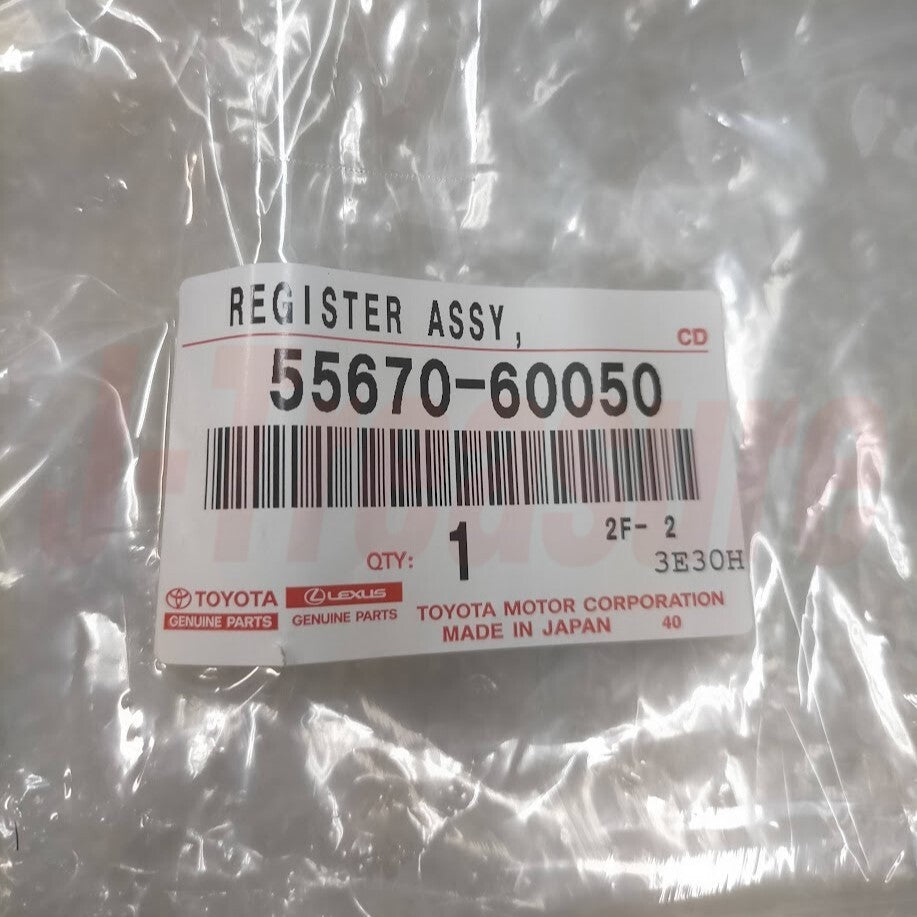 REGISTER ASSY,
CD
55670-60050
2F- 2
QTY: 1
3E30H
TOYOTA LEXUS
GENUINE PARTS GENUINE PARTS
TOYOTA MOTOR CORPORATION
MADE IN JAPAN 40
J-Treasure